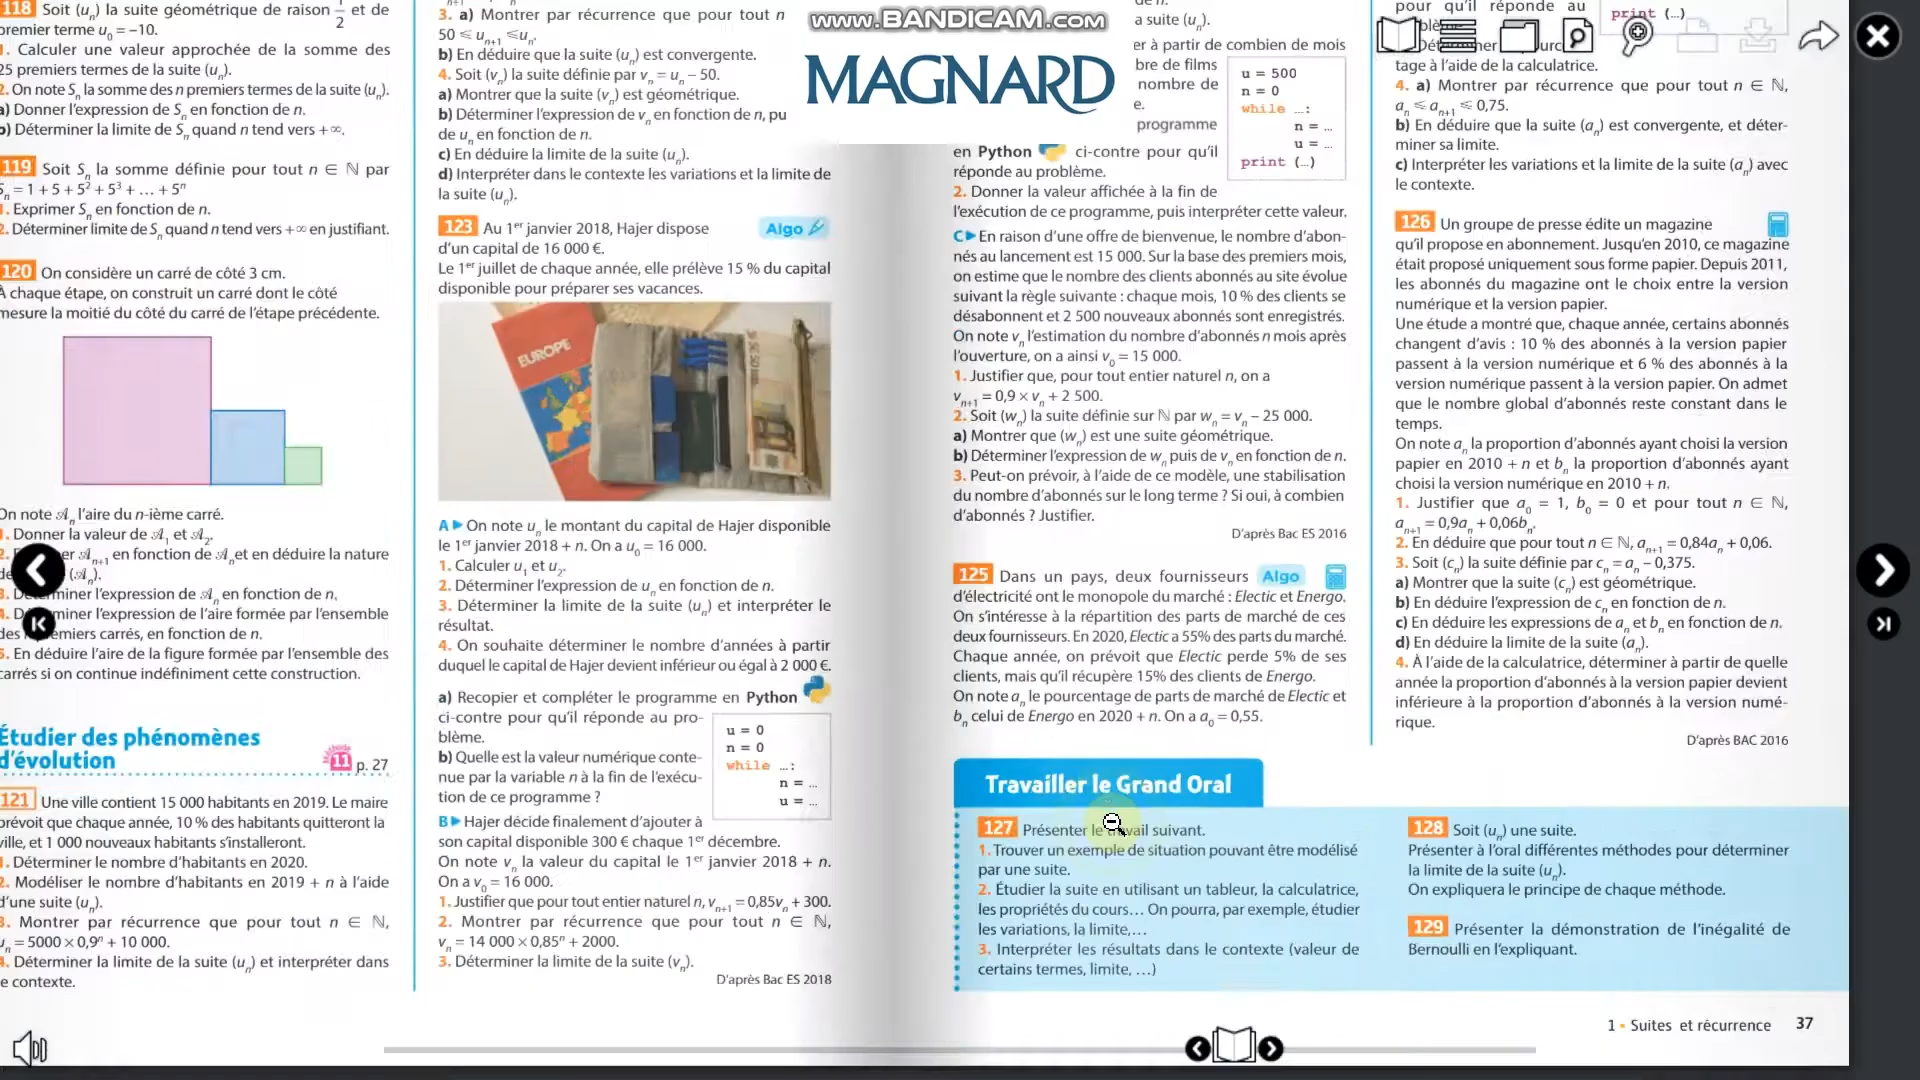 118 Soit (un) la suite géométrique de raison 1/2 et de
premier terme u0 = –10.
1. Calculer une valeur approchée de la somme des
25 premiers termes de la suite (un).
2. On note Sn la somme des n premiers termes de la suite (un).
a) Donner l'expression de Sn en fonction de n.
b) Déterminer la limite de Sn quand n tend vers +∞.
119 Soit Sn la somme définie pour tout n ∈ ℕ par
Sn = 1 + 5 + 5² + 5³ + … + 5ⁿ
1. Exprimer Sn en fonction de n.
2. Déterminer limite de Sn quand n tend vers +∞ en justifiant.
120 On considère un carré de côté 3 cm.
À chaque étape, on construit un carré dont le côté
mesure la moitié du côté du carré de l'étape précédente.
On note 𝒜n l'aire du n-ième carré.
1. Donner la valeur de 𝒜1 et 𝒜2.
2. er 𝒜n+1 en fonction de 𝒜n et en déduire la nature
de (𝒜n).
3. Déterminer l'expression de 𝒜n en fonction de n.
4. Déterminer l'expression de l'aire formée par l'ensemble
des n premiers carrés, en fonction de n.
5. En déduire l'aire de la figure formée par l'ensemble des
carrés si on continue indéfiniment cette construction.
Étudier des phénomènes
d'évolution
11 p. 27
121 Une ville contient 15 000 habitants en 2019. Le maire
prévoit que chaque année, 10 % des habitants quitteront la
ville, et 1 000 nouveaux habitants s'installeront.
1. Déterminer le nombre d'habitants en 2020.
2. Modéliser le nombre d'habitants en 2019 + n à l'aide
d'une suite (un).
3. Montrer par récurrence que pour tout n ∈ ℕ,
un = 5000 × 0,9ⁿ + 10 000.
4. Déterminer la limite de la suite (un) et interpréter dans
le contexte.
3. a) Montrer par récurrence que pour tout n
50 ⩽ un+1 ⩽ un.
b) En déduire que la suite (un) est convergente.
4. Soit (vn) la suite définie par vn = un – 50.
a) Montrer que la suite (vn) est géométrique.
b) Déterminer l'expression de vn en fonction de n, pu
de un en fonction de n.
c) En déduire la limite de la suite (un).
d) Interpréter dans le contexte les variations et la limite de
la suite (un).
123 Au 1er janvier 2018, Hajer dispose Algo
d'un capital de 16 000 €.
Le 1er juillet de chaque année, elle prélève 15 % du capital
disponible pour préparer ses vacances.
EUROPE
A On note un le montant du capital de Hajer disponible
le 1er janvier 2018 + n. On a u0 = 16 000.
1. Calculer u1 et u2.
2. Déterminer l'expression de un en fonction de n.
3. Déterminer la limite de la suite (un) et interpréter le
résultat.
4. On souhaite déterminer le nombre d'années à partir
duquel le capital de Hajer devient inférieur ou égal à 2 000 €.
a) Recopier et compléter le programme en Python
ci-contre pour qu'il réponde au pro-
blème.
b) Quelle est la valeur numérique conte-
nue par la variable n à la fin de l'exécu-
tion de ce programme ?
u = 0
n = 0
while …:
n = …
u = …
B Hajer décide finalement d'ajouter à
son capital disponible 300 € chaque 1er décembre.
On note vn la valeur du capital le 1er janvier 2018 + n.
On a v0 = 16 000.
1. Justifier que pour tout entier naturel n, vn+1 = 0,85vn + 300.
2. Montrer par récurrence que pour tout n ∈ ℕ,
vn = 14 000 × 0,85ⁿ + 2000.
3. Déterminer la limite de la suite (vn).
D'après Bac ES 2018
www.BANDICAM.com
MAGNARD
a suite (un).
er à partir de combien de mois
bre de films
nombre de
e.
programme
en Python ci-contre pour qu'il
réponde au problème.
u = 500
n = 0
while …:
n = …
u = …
print (…)
2. Donner la valeur affichée à la fin de
l'exécution de ce programme, puis interpréter cette valeur.
C En raison d'une offre de bienvenue, le nombre d'abon-
nés au lancement est 15 000. Sur la base des premiers mois,
on estime que le nombre des clients abonnés au site évolue
suivant la règle suivante : chaque mois, 10 % des clients se
désabonnent et 2 500 nouveaux abonnés sont enregistrés.
On note vn l'estimation du nombre d'abonnés n mois après
l'ouverture, on a ainsi v0 = 15 000.
1. Justifier que, pour tout entier naturel n, on a
vn+1 = 0,9 × vn + 2 500.
2. Soit (wn) la suite définie sur ℕ par wn = vn – 25 000.
a) Montrer que (wn) est une suite géométrique.
b) Déterminer l'expression de wn puis de vn en fonction de n.
3. Peut-on prévoir, à l'aide de ce modèle, une stabilisation
du nombre d'abonnés sur le long terme ? Si oui, à combien
d'abonnés ? Justifier.
D'après Bac ES 2016
125 Dans un pays, deux fournisseurs Algo
d'électricité ont le monopole du marché : Electic et Energo.
On s'intéresse à la répartition des parts de marché de ces
deux fournisseurs. En 2020, Electic a 55% des parts du marché.
Chaque année, on prévoit que Electic perde 5% de ses
clients, mais qu'il récupère 15% des clients de Energo.
On note an le pourcentage de parts de marché de Electic et
bn celui de Energo en 2020 + n. On a a0 = 0,55.
pour qu'il réponde au
print (…)
tage à l'aide de la calculatrice.
4. a) Montrer par récurrence que pour tout n ∈ ℕ,
an ⩽ an+1 ⩽ 0,75.
b) En déduire que la suite (an) est convergente, et déter-
miner sa limite.
c) Interpréter les variations et la limite de la suite (an) avec
le contexte.
126 Un groupe de presse édite un magazine
qu'il propose en abonnement. Jusqu'en 2010, ce magazine
était proposé uniquement sous forme papier. Depuis 2011,
les abonnés du magazine ont le choix entre la version
numérique et la version papier.
Une étude a montré que, chaque année, certains abonnés
changent d'avis : 10 % des abonnés à la version papier
passent à la version numérique et 6 % des abonnés à la
version numérique passent à la version papier. On admet
que le nombre global d'abonnés reste constant dans le
temps.
On note an la proportion d'abonnés ayant choisi la version
papier en 2010 + n et bn la proportion d'abonnés ayant
choisi la version numérique en 2010 + n.
1. Justifier que a0 = 1, b0 = 0 et pour tout n ∈ ℕ,
an+1 = 0,9an + 0,06bn.
2. En déduire que pour tout n ∈ ℕ, an+1 = 0,84an + 0,06.
3. Soit (cn) la suite définie par cn = an – 0,375.
a) Montrer que la suite (cn) est géométrique.
b) En déduire l'expression de cn en fonction de n.
c) En déduire les expressions de an et bn en fonction de n.
d) En déduire la limite de la suite (an).
4. À l'aide de la calculatrice, déterminer à partir de quelle
année la proportion d'abonnés à la version papier devient
inférieure à la proportion d'abonnés à la version numé-
rique.
D'après BAC 2016
Travailler le Grand Oral
127 Présenter le travail suivant.
1. Trouver un exemple de situation pouvant être modélisé
par une suite.
2. Étudier la suite en utilisant un tableur, la calculatrice,
les propriétés du cours… On pourra, par exemple, étudier
les variations, la limite,…
3. Interpréter les résultats dans le contexte (valeur de
certains termes, limite, …)
128 Soit (un) une suite.
Présenter à l'oral différentes méthodes pour déterminer
la limite de la suite (un).
On expliquera le principe de chaque méthode.
129 Présenter la démonstration de l'inégalité de
Bernoulli en l'expliquant.
1 • Suites et récurrence 37